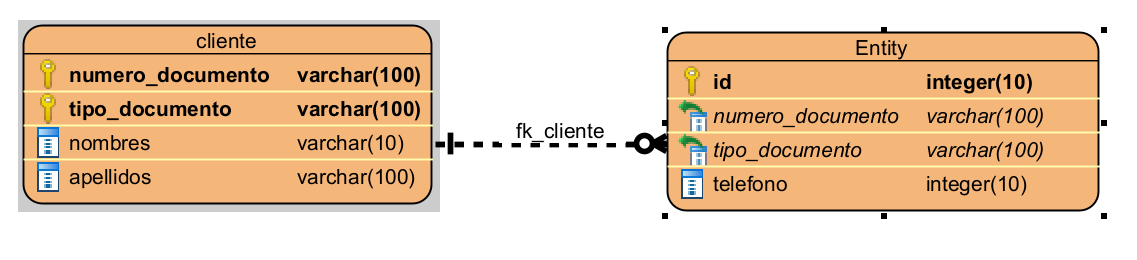 cliente
numero_documento varchar(100)
tipo_documento varchar(100)
nombres varchar(10)
apellidos varchar(100)
fk_cliente
Entity
id integer(10)
numero_documento varchar(100)
tipo_documento varchar(100)
telefono integer(10)